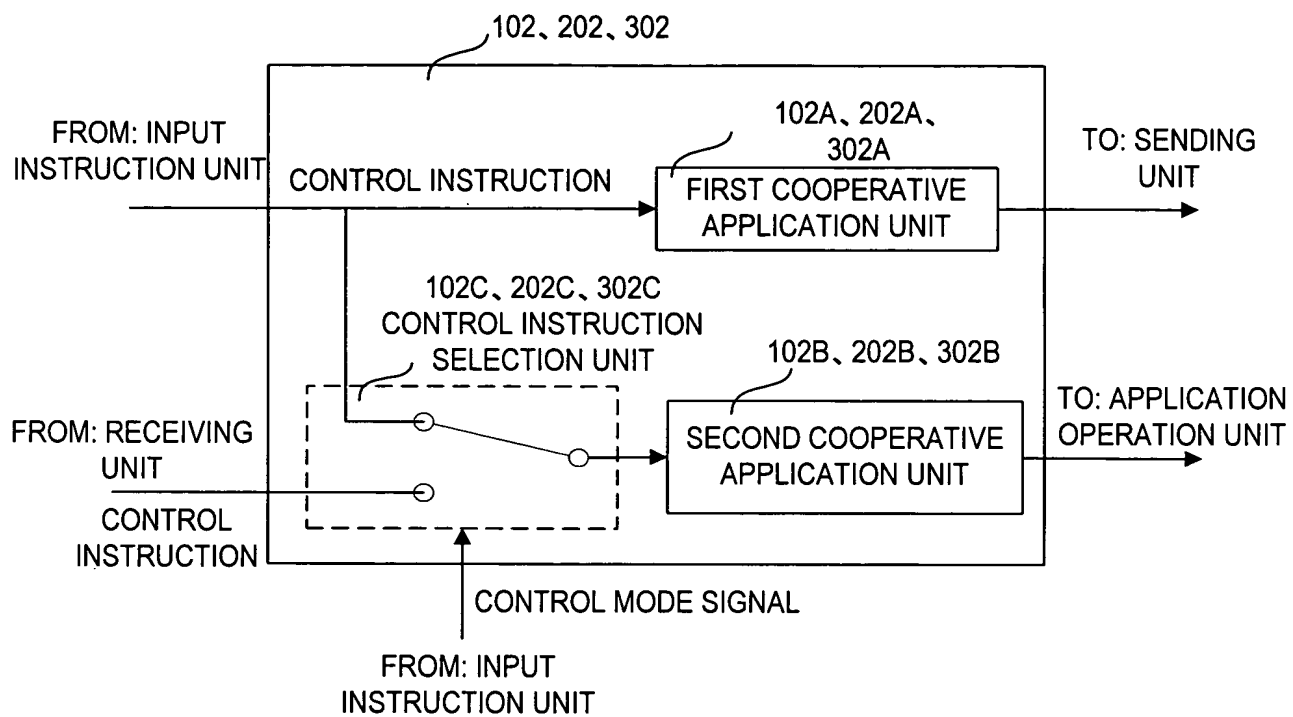 102、202、302
FROM: INPUT
INSTRUCTION UNIT
CONTROL INSTRUCTION
102A、202A、
302A
FIRST COOPERATIVE
APPLICATION UNIT
TO: SENDING
UNIT
102C、202C、302C
CONTROL INSTRUCTION
SELECTION UNIT
102B、202B、302B
SECOND COOPERATIVE
APPLICATION UNIT
TO: APPLICATION
OPERATION UNIT
FROM: RECEIVING
UNIT
CONTROL
INSTRUCTION
CONTROL MODE SIGNAL
FROM: INPUT
INSTRUCTION UNIT